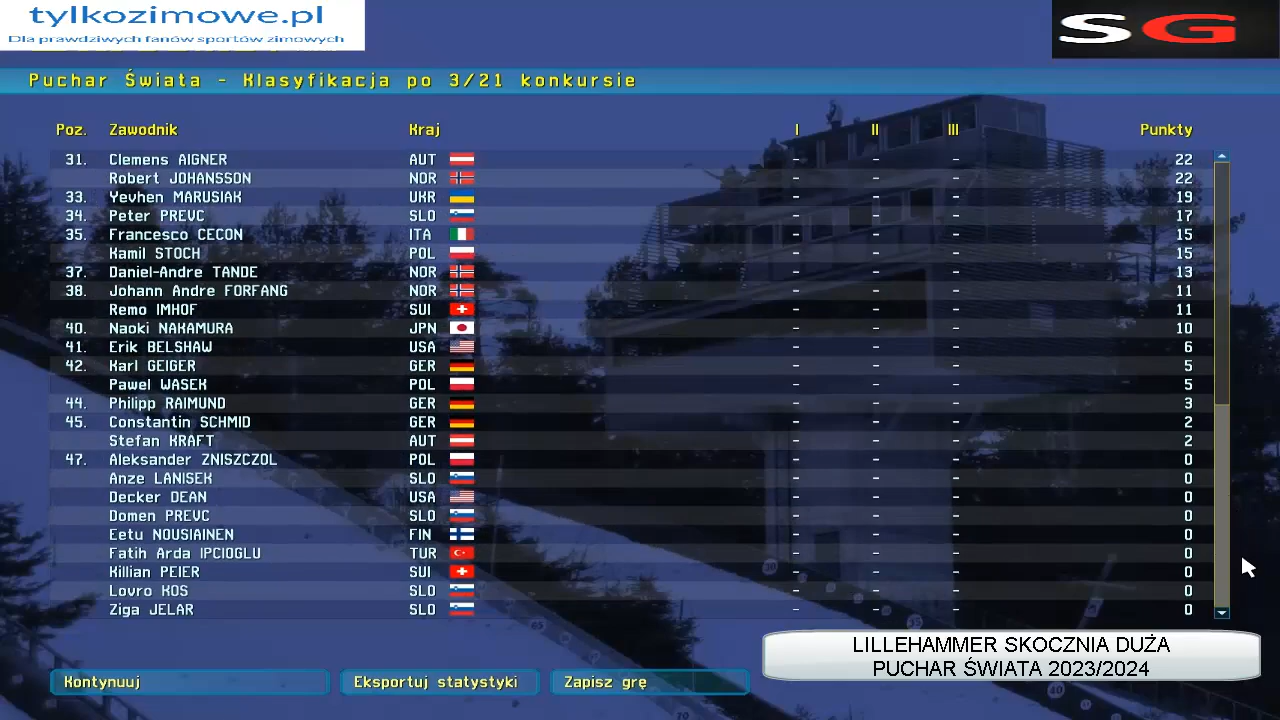 tylkozimowe.pl
Dla prawdziwych fanów sportów zimowych
SG
Puchar Świata - Klasyfikacja po 3/21 konkursie
Poz. Zawodnik Kraj I II III Punkty
31. Clemens AIGNER AUT - - - 22
Robert JOHANSSON NOR - - - 22
33. Yevhen MARUSIAK UKR - - - 19
34. Peter PREVC SLO - - - 17
35. Francesco CECON ITA - - - 15
Kamil STOCH POL - - - 15
37. Daniel-Andre TANDE NOR - - - 13
38. Johann Andre FORFANG NOR - - - 11
Remo IMHOF SUI - - - 11
40. Naoki NAKAMURA JPN - - - 10
41. Erik BELSHAW USA - - - 6
42. Karl GEIGER GER - - - 5
Pawel WASEK POL - - - 5
44. Philipp RAIMUND GER - - - 3
45. Constantin SCHMID GER - - - 2
Stefan KRAFT AUT - - - 2
47. Aleksander ZNISZCZOL POL - - - 0
Anze LANISEK SLO - - - 0
Decker DEAN USA - - - 0
Domen PREVC SLO - - - 0
Eetu NOUSIAINEN FIN - - - 0
Fatih Arda IPCIOGLU TUR - - - 0
Killian PEIER SUI - - - 0
Lovro KOS SLO - - - 0
Ziga JELAR SLO - - - 0
LILLEHAMMER SKOCZNIA DUŻA
PUCHAR ŚWIATA 2023/2024
Kontynuuj Eksportuj statystyki Zapisz grę